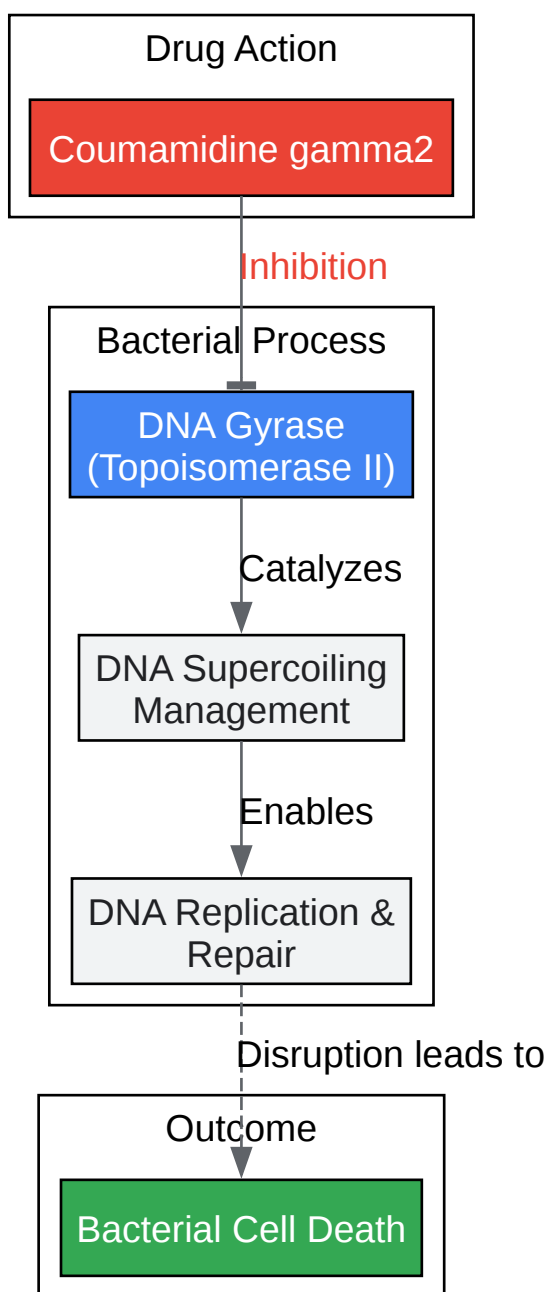 Drug Action
Coumamidine gamma2
Inhibition
Bacterial Process
DNA Gyrase
(Topoisomerase II)
Catalyzes
DNA Supercoiling
Management
Enables
DNA Replication &
Repair
Disruption leads to
Outcome
Bacterial Cell Death